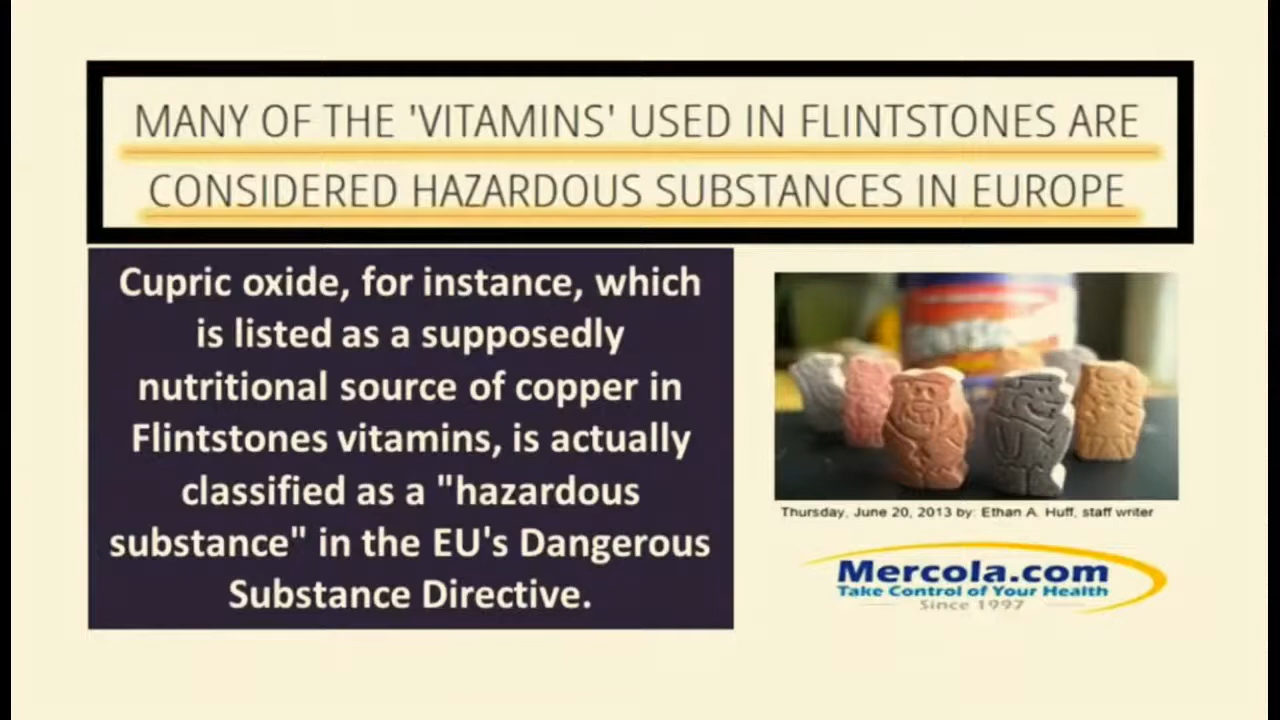 MANY OF THE 'VITAMINS' USED IN FLINTSTONES ARE
CONSIDERED HAZARDOUS SUBSTANCES IN EUROPE
Cupric oxide, for instance, which
is listed as a supposedly
nutritional source of copper in
Flintstones vitamins, is actually
classified as a "hazardous
substance" in the EU's Dangerous
Substance Directive.
Thursday, June 20, 2013 by: Ethan A. Huff, staff writer
Mercola.com
Take Control of Your Health
Since 1997